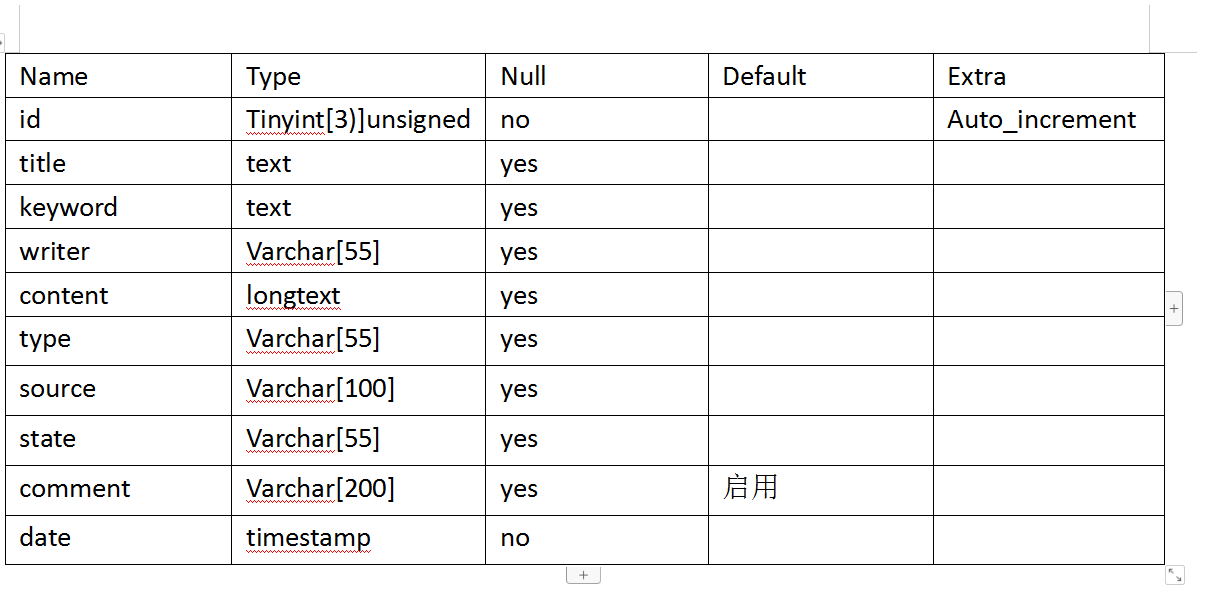 Name Type Null Default Extra
id Tinyint[3)]unsigned no Auto_increment
title text yes
keyword text yes
writer Varchar[55] yes
content longtext yes
type Varchar[55] yes
source Varchar[100] yes
state Varchar[55] yes
comment Varchar[200] yes 启用
date timestamp no